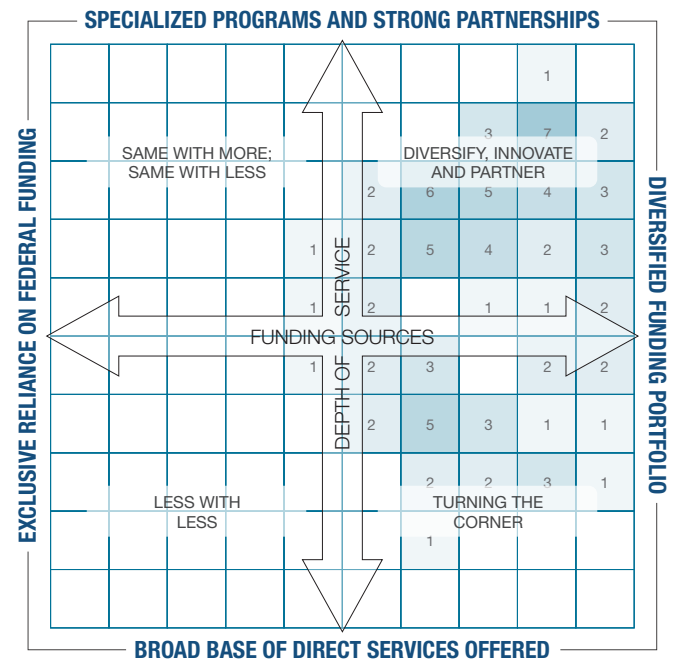 SPECIALIZED PROGRAMS AND STRONG PARTNERSHIPS
EXCLUSIVE RELIANCE ON FEDERAL FUNDING
DIVERSIFIED FUNDING PORTFOLIO
1
3 7 2
SAME WITH MORE;
SAME WITH LESS
DIVERSIFY, INNOVATE
AND PARTNER
2 6 5 4 3
1 2 5 4 2 3
1 2 1 1 2
FUNDING SOURCES
DEPTH OF SERVICE
1 2 3 2 2
2 5 3 1 1
2 2 3 1
LESS WITH
LESS
TURNING THE
CORNER
1
BROAD BASE OF DIRECT SERVICES OFFERED